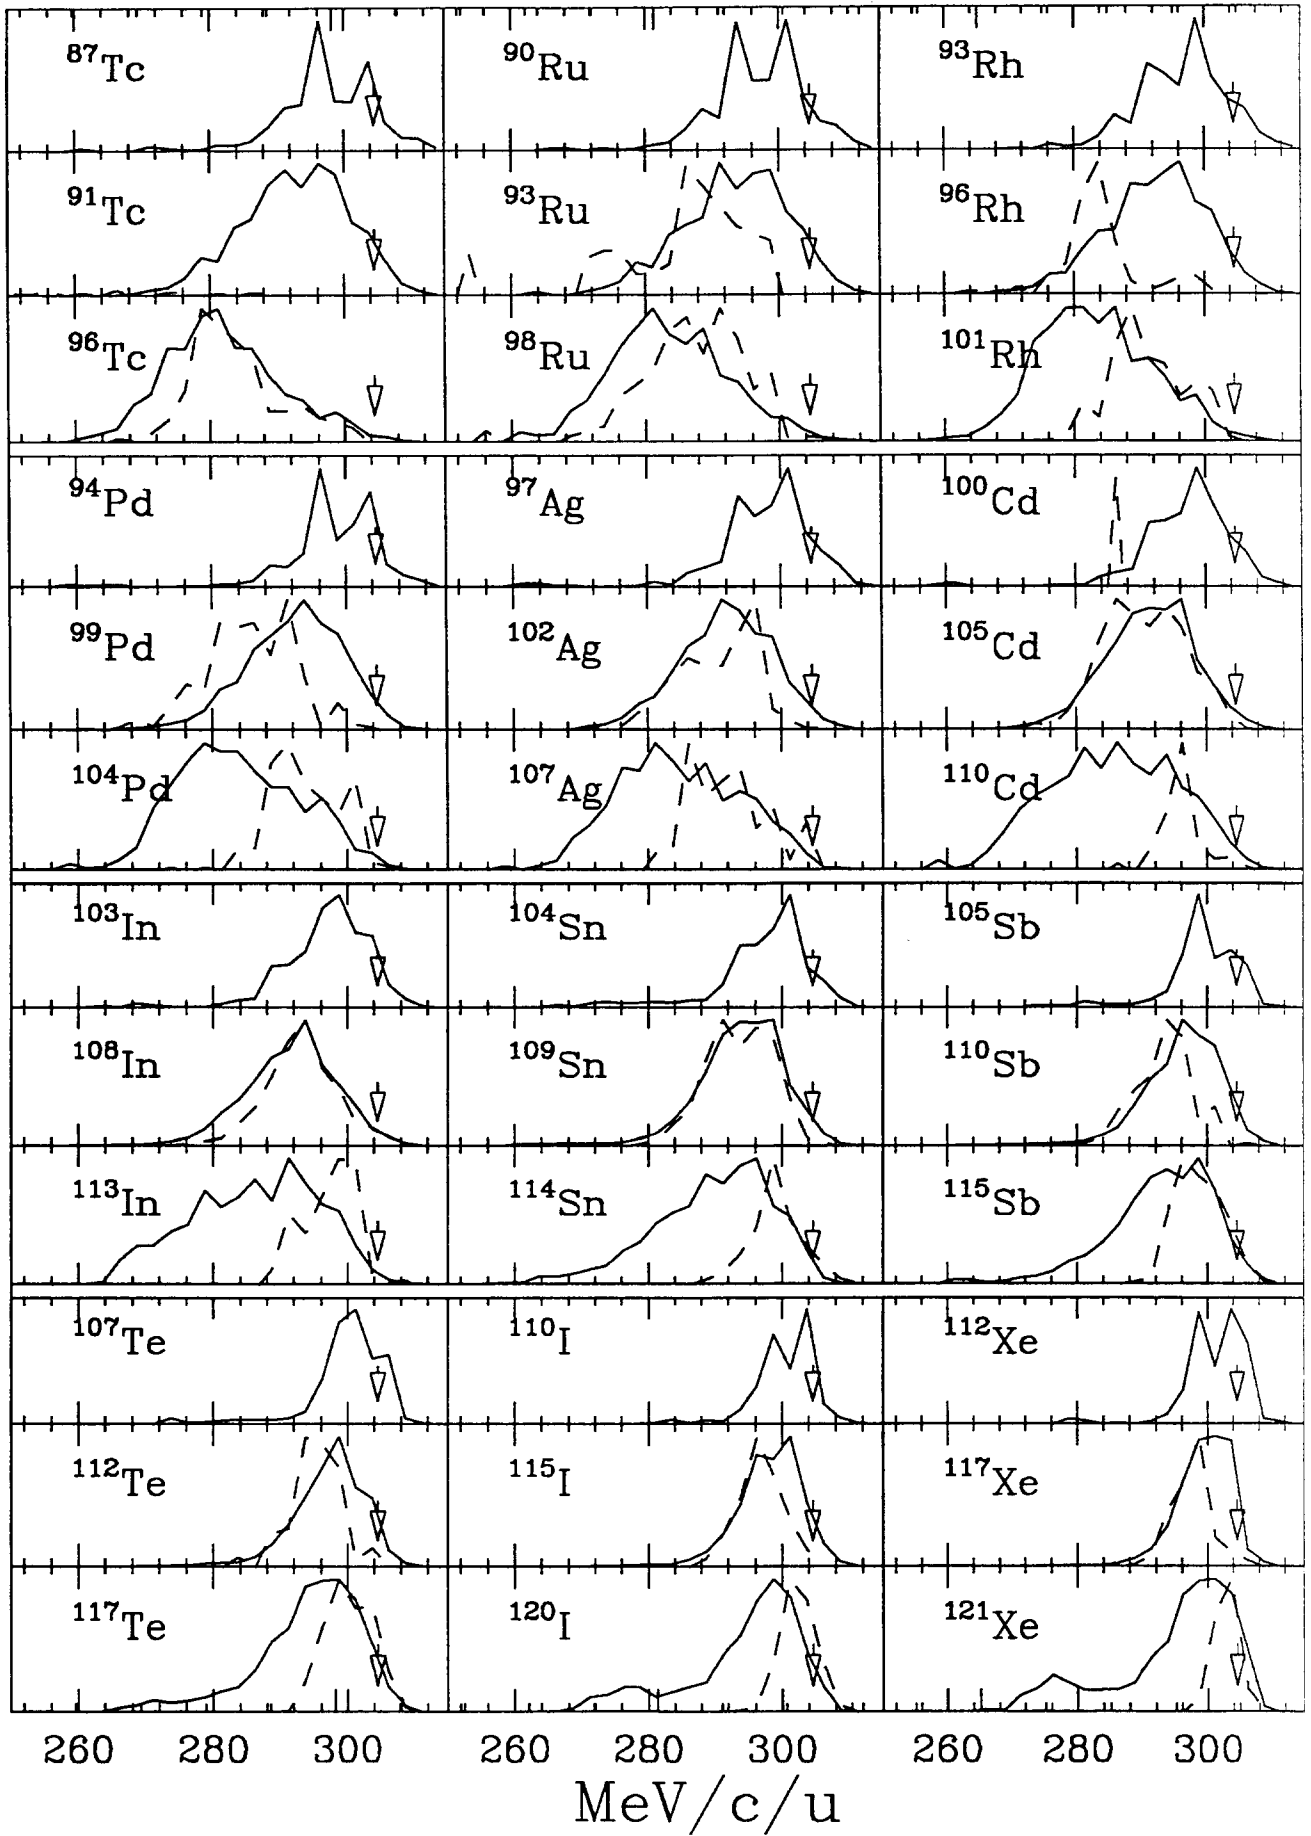 ⁸⁷Tc ⁹⁰Ru ⁹³Rh
⁹¹Tc ⁹³Ru ⁹⁶Rh
⁹⁶Tc ⁹⁸Ru ¹⁰¹Rh
⁹⁴Pd ⁹⁷Ag ¹⁰⁰Cd
⁹⁹Pd ¹⁰²Ag ¹⁰⁵Cd
¹⁰⁴Pd ¹⁰⁷Ag ¹¹⁰Cd
¹⁰³In ¹⁰⁴Sn ¹⁰⁵Sb
¹⁰⁸In ¹⁰⁹Sn ¹¹⁰Sb
¹¹³In ¹¹⁴Sn ¹¹⁵Sb
¹⁰⁷Te ¹¹⁰I ¹¹²Xe
¹¹²Te ¹¹⁵I ¹¹⁷Xe
¹¹⁷Te ¹²⁰I ¹²¹Xe
260 280 300 260 280 300 260 280 300
MeV/c/u